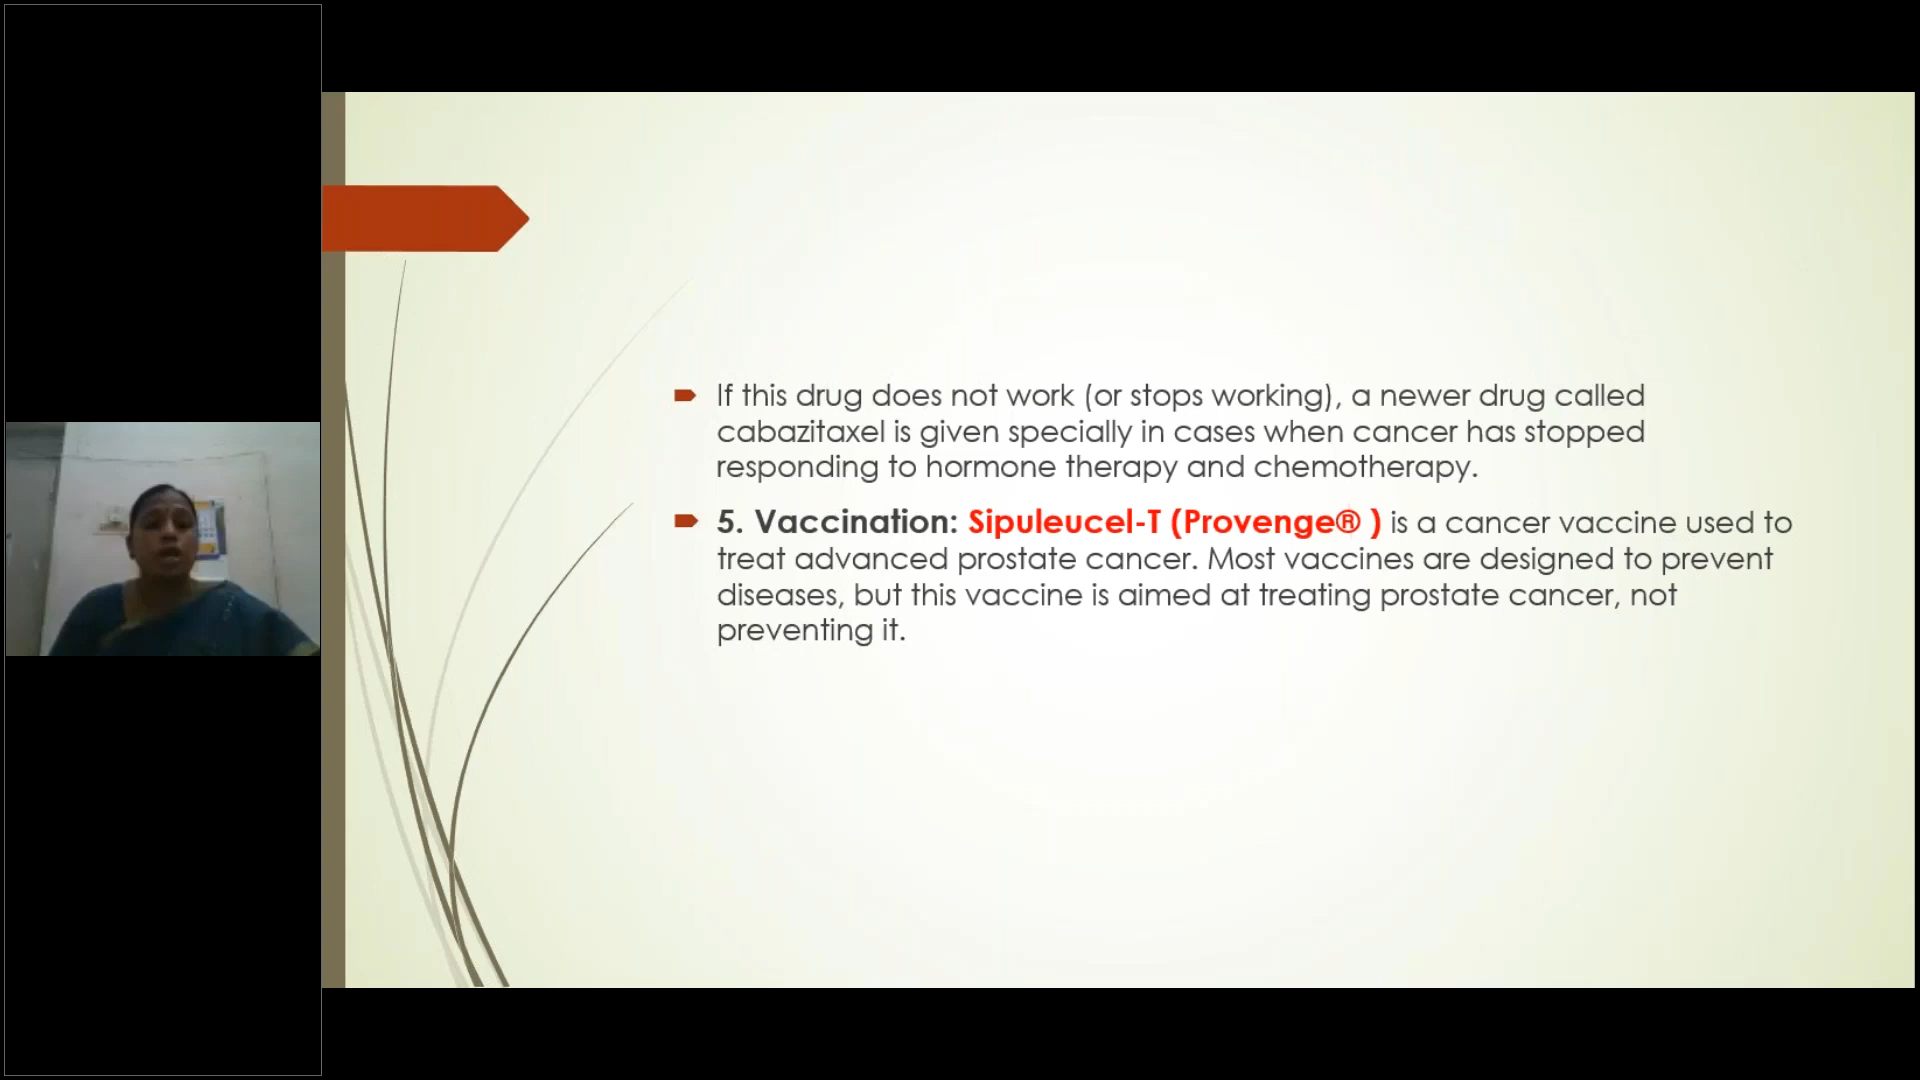 If this drug does not work (or stops working), a newer drug called
cabazitaxel is given specially in cases when cancer has stopped
responding to hormone therapy and chemotherapy.
5. Vaccination: Sipuleucel-T (Provenge® ) is a cancer vaccine used to
treat advanced prostate cancer. Most vaccines are designed to prevent
diseases, but this vaccine is aimed at treating prostate cancer, not
preventing it.